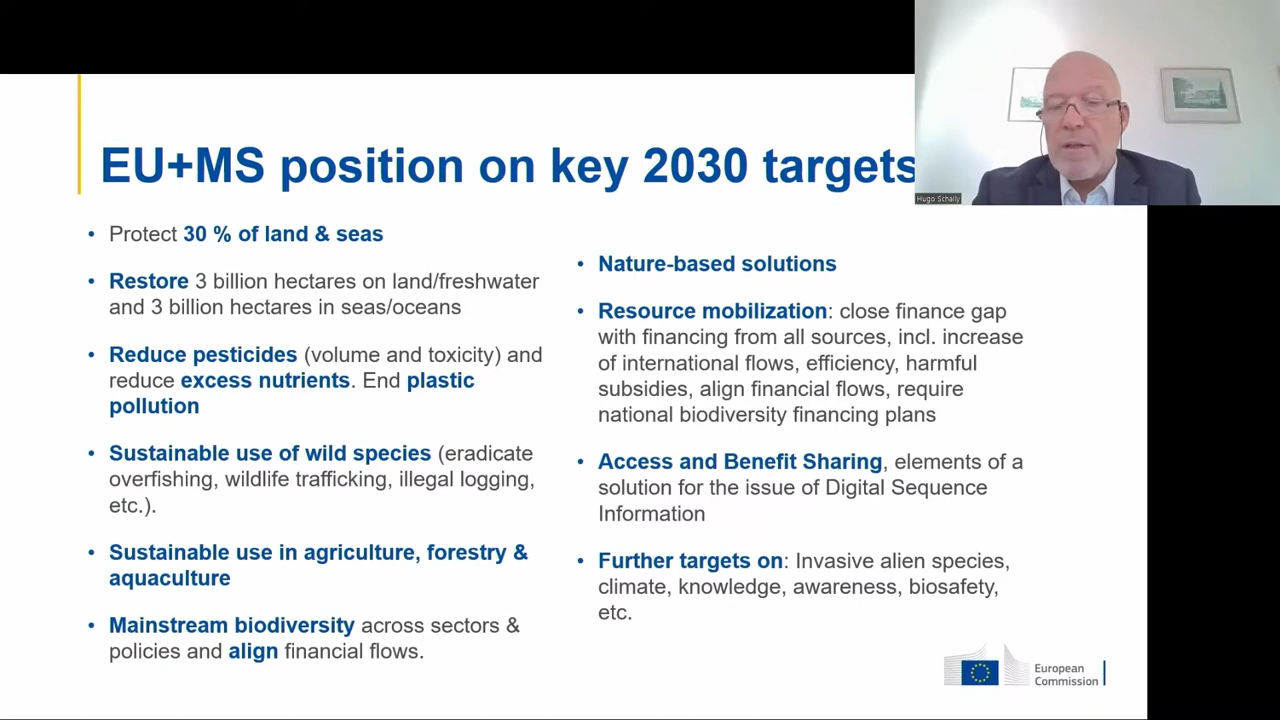 EU+MS position on key 2030 targets
Hugo Schally
• Protect 30 % of land & seas
• Restore 3 billion hectares on land/freshwater
and 3 billion hectares in seas/oceans
• Reduce pesticides (volume and toxicity) and
reduce excess nutrients. End plastic
pollution
• Sustainable use of wild species (eradicate
overfishing, wildlife trafficking, illegal logging,
etc.).
• Sustainable use in agriculture, forestry &
aquaculture
• Mainstream biodiversity across sectors &
policies and align financial flows.
• Nature-based solutions
• Resource mobilization: close finance gap
with financing from all sources, incl. increase
of international flows, efficiency, harmful
subsidies, align financial flows, require
national biodiversity financing plans
• Access and Benefit Sharing, elements of a
solution for the issue of Digital Sequence
Information
• Further targets on: Invasive alien species,
climate, knowledge, awareness, biosafety,
etc.
European
Commission